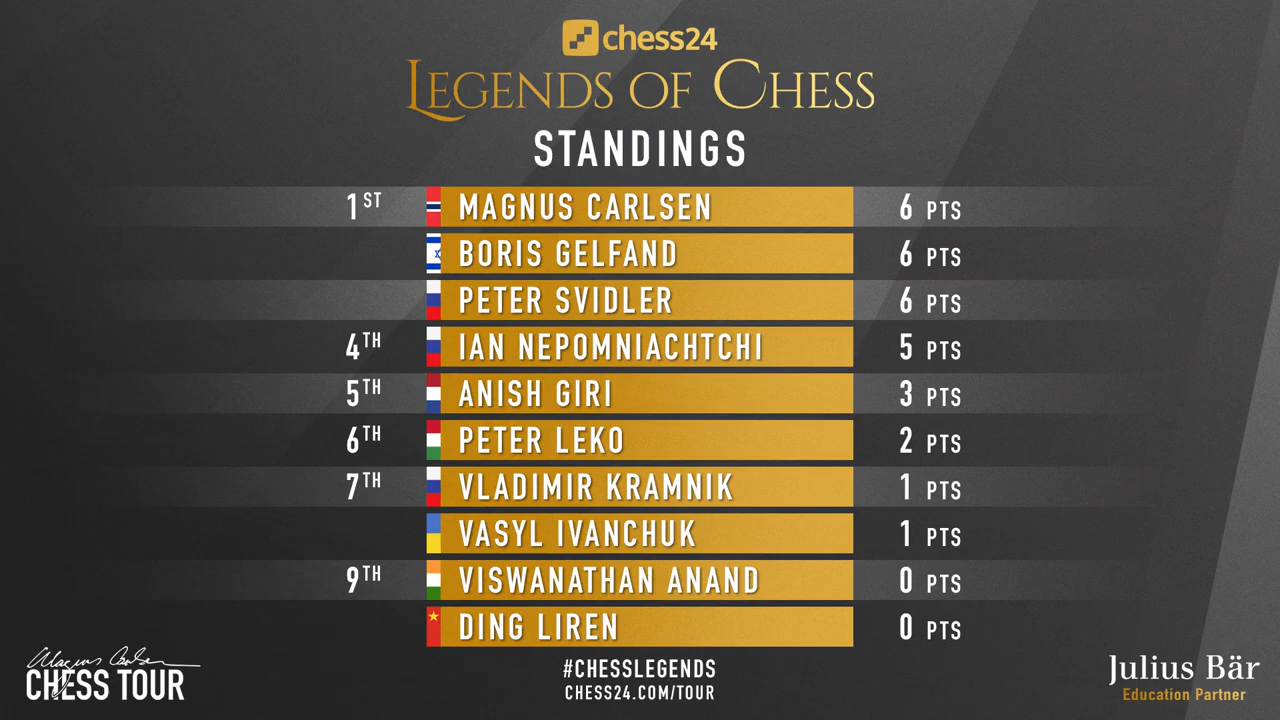 chess24
LEGENDS OF CHESS
STANDINGS
1ST MAGNUS CARLSEN 6 PTS
BORIS GELFAND 6 PTS
PETER SVIDLER 6 PTS
4TH IAN NEPOMNIACHTCHI 5 PTS
5TH ANISH GIRI 3 PTS
6TH PETER LEKO 2 PTS
7TH VLADIMIR KRAMNIK 1 PTS
VASYL IVANCHUK 1 PTS
9TH VISWANATHAN ANAND 0 PTS
DING LIREN 0 PTS
Magnus Carlsen
CHESS TOUR
#CHESSLEGENDS
CHESS24.COM/TOUR
Julius Bär
Education Partner